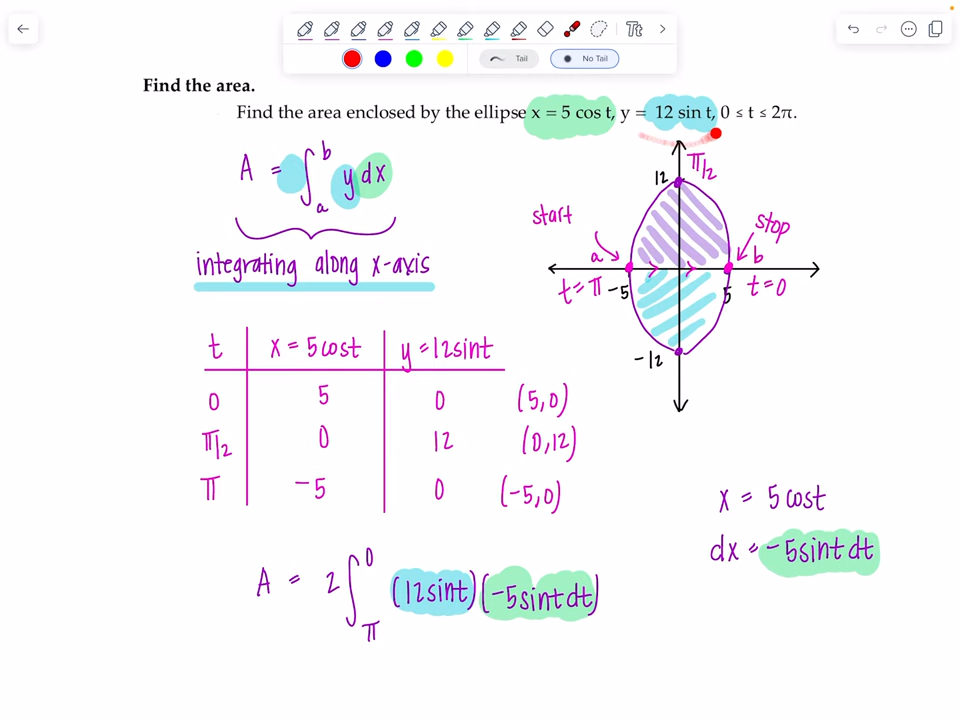 Tt
Tail
No Tail
Find the area.
Find the area enclosed by the ellipse x = 5 cos t, y = 12 sin t, 0 ≤ t ≤ 2π.
A = ∫ₐᵇ y dx
integrating along x-axis
12
π/2
start
stop
a
b
t=π
-5
5
t=0
-12
t x = 5cost y = 12sint
0 5 0 (5,0)
π/2 0 12 (0,12)
π -5 0 (-5,0)
x = 5cost
dx = -5sint dt
A = 2 ∫ 0 π (12sint)(-5sint dt)